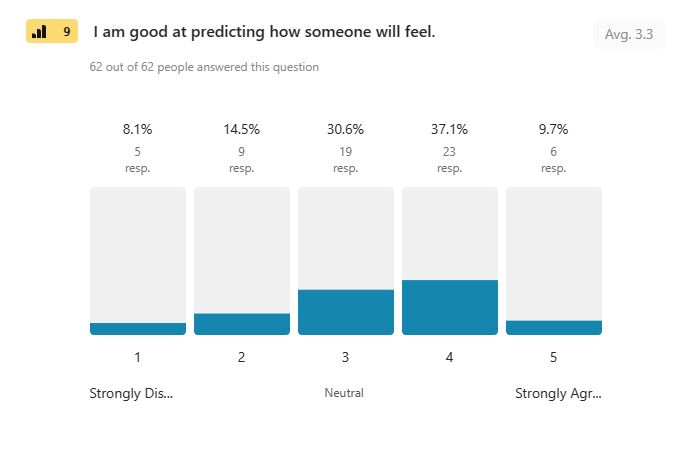 9 I am good at predicting how someone will feel. Avg. 3.3
62 out of 62 people answered this question
8.1% 14.5% 30.6% 37.1% 9.7%
5 9 19 23 6
resp. resp. resp. resp. resp.
1 2 3 4 5
Strongly Dis... Neutral Strongly Agr...